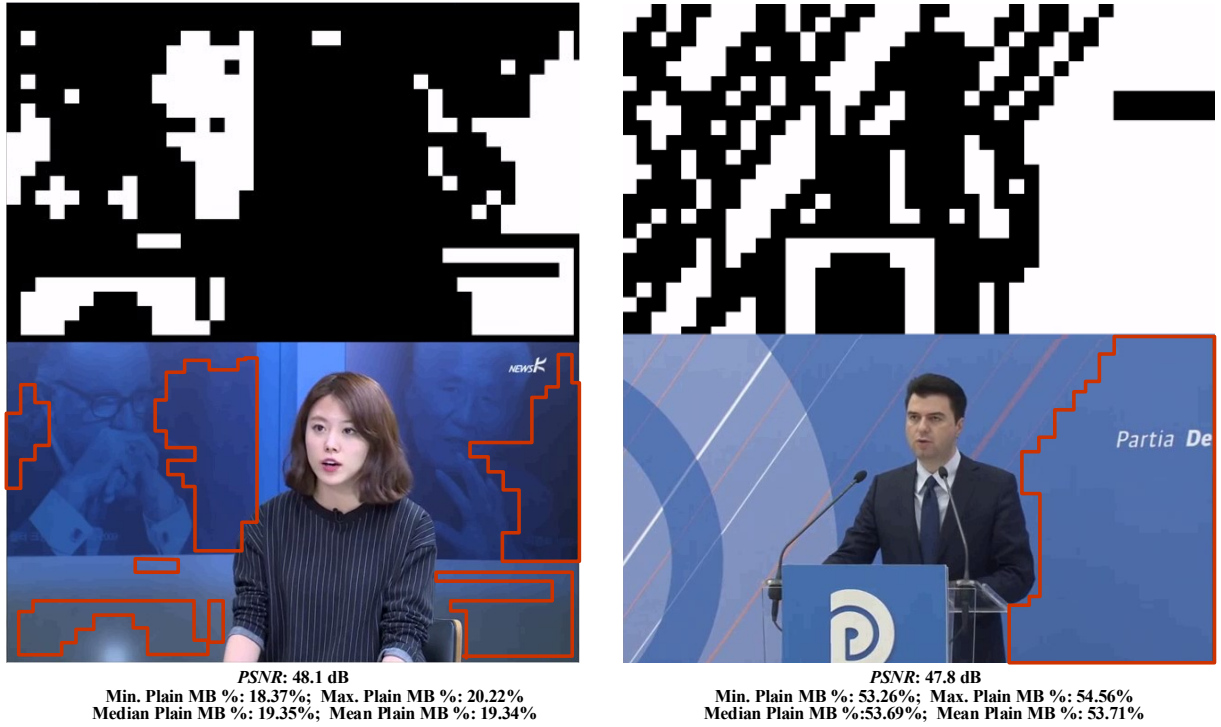 NEWS K
Partia De
PSNR: 48.1 dB
Min. Plain MB %: 18.37%; Max. Plain MB %: 20.22%
Median Plain MB %: 19.35%; Mean Plain MB %: 19.34%
PSNR: 47.8 dB
Min. Plain MB %: 53.26%; Max. Plain MB %: 54.56%
Median Plain MB %:53.69%; Mean Plain MB %: 53.71%